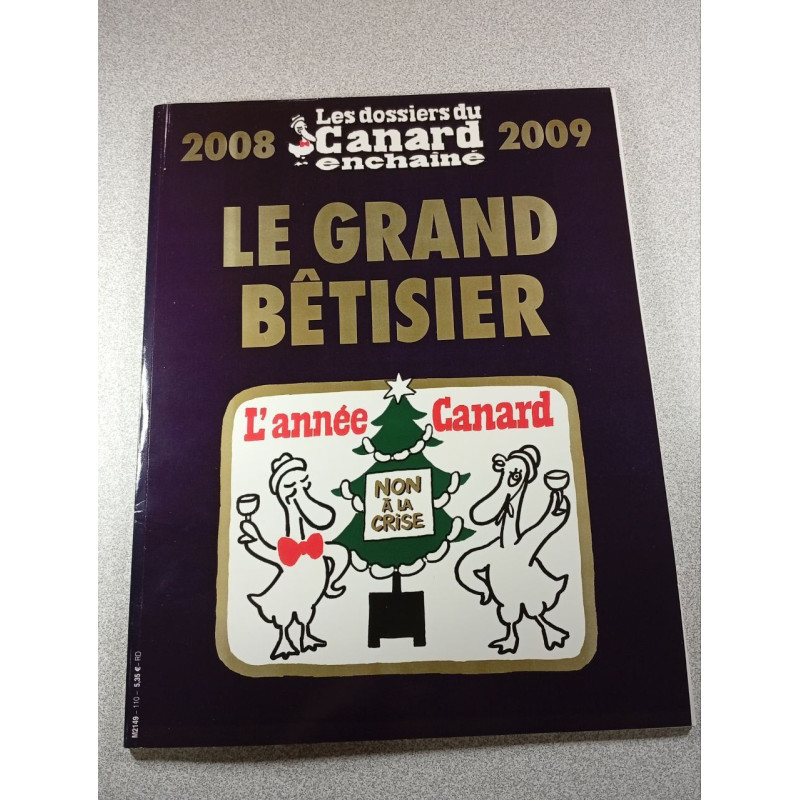 2008
Les dossiers du
Canard
enchaîné
2009
LE GRAND
BÊTISIER
L'année Canard
NON
À LA
CRISE
M2149 - 110 - 5,35 € - RD